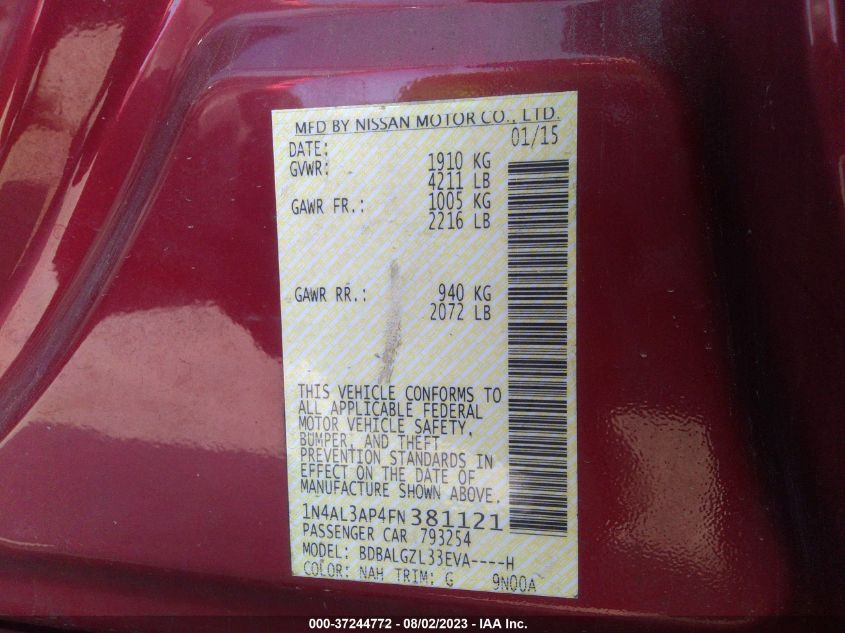 MFD BY NISSAN MOTOR CO., LTD.
DATE: 01/15
GVWR: 1910 KG
4211 LB
GAWR FR.: 1005 KG
2216 LB
GAWR RR.: 940 KG
2072 LB
THIS VEHICLE CONFORMS TO
ALL APPLICABLE FEDERAL
MOTOR VEHICLE SAFETY,
BUMPER, AND THEFT
PREVENTION STANDARDS IN
EFFECT ON THE DATE OF
MANUFACTURE SHOWN ABOVE.
1N4AL3AP4FN381121
PASSENGER CAR 793254
MODEL: BDBALGZL33EVA----H
COLOR: NAH TRIM: G 9N00A
000-37244772 - 08/02/2023 - IAA Inc.